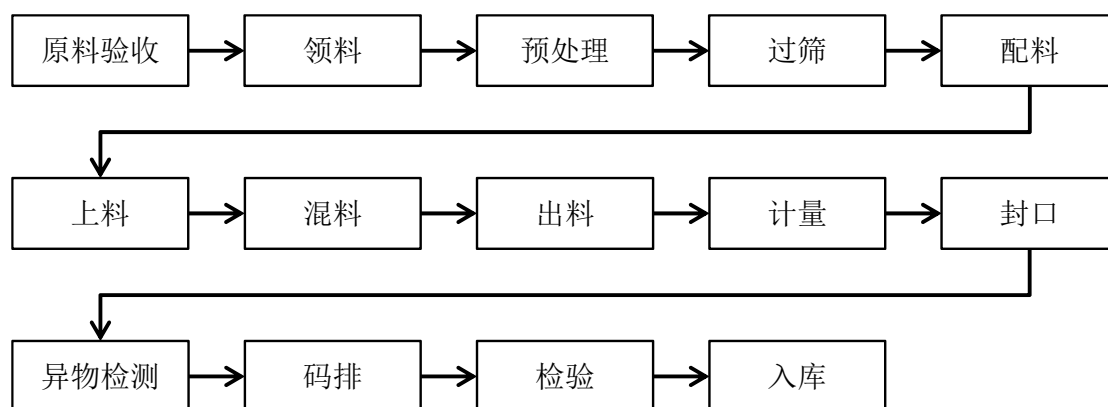 原料验收 领料 预处理 过筛 配料
上料 混料 出料 计量 封口
异物检测 码排 检验 入库